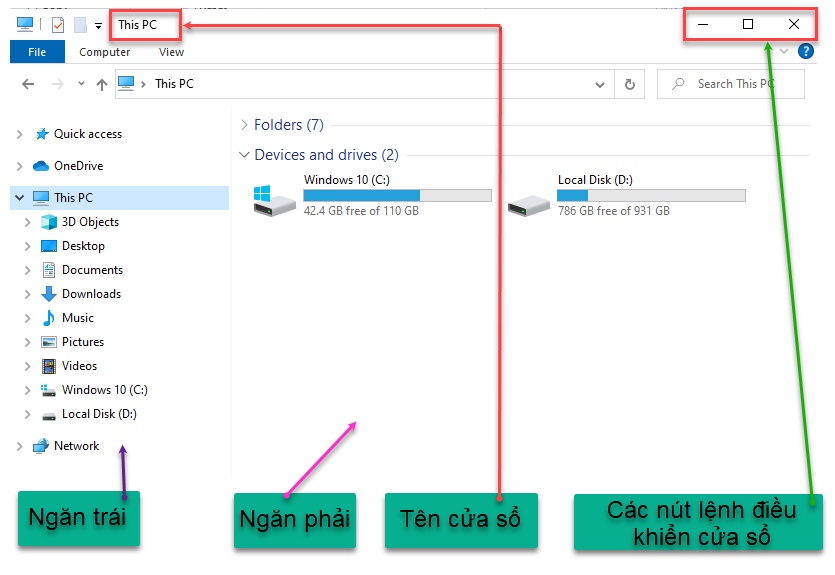 This PC
File Computer View
This PC
Search This PC
Quick access
OneDrive
This PC
3D Objects
Desktop
Documents
Downloads
Music
Pictures
Videos
Windows 10 (C:)
Local Disk (D:)
Network
Folders (7)
Devices and drives (2)
Windows 10 (C:)
42.4 GB free of 110 GB
Local Disk (D:)
786 GB free of 931 GB
Ngăn trái
Ngăn phải
Tên cửa sổ
Các nút lệnh điều
khiển cửa sổ